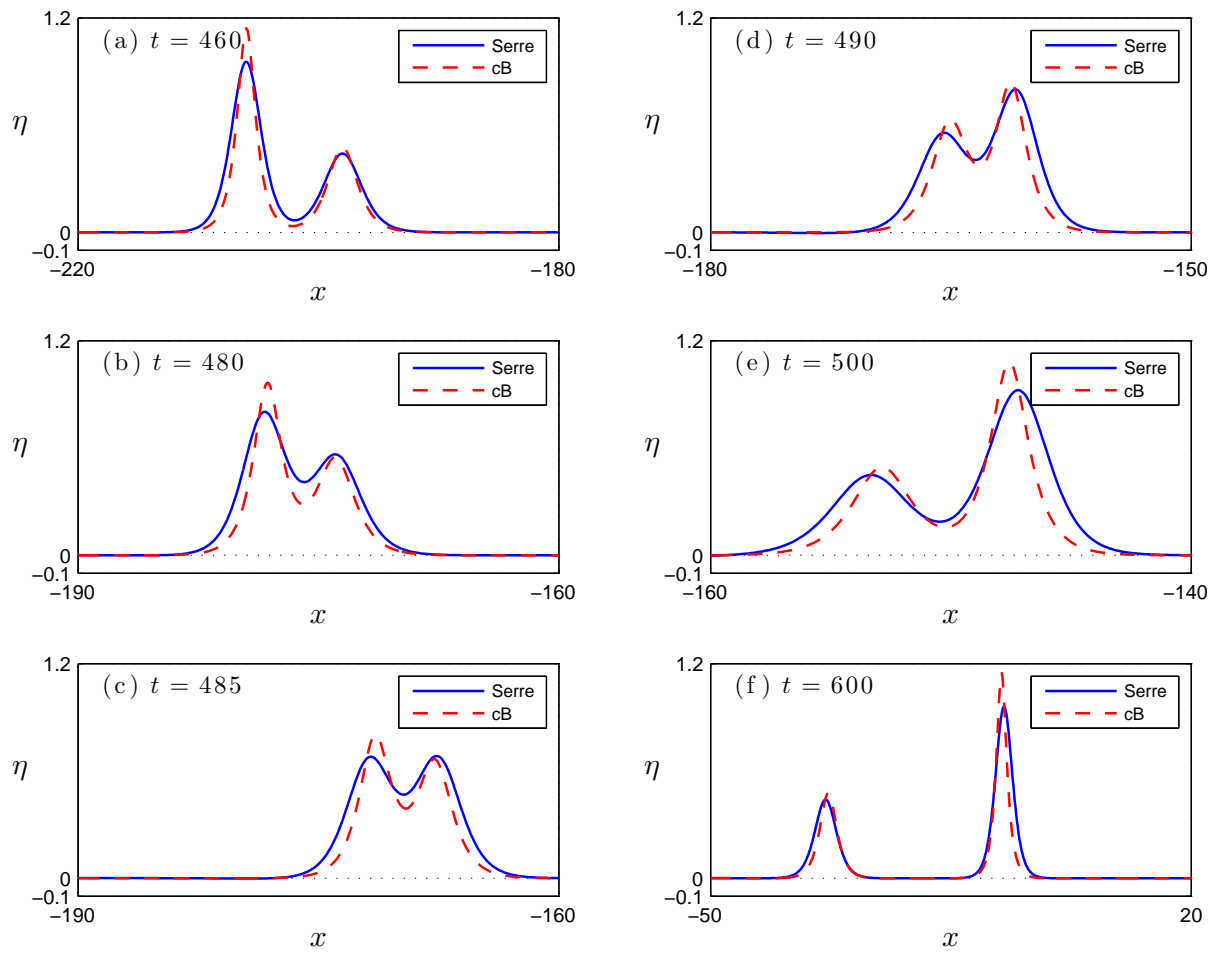 (a) t = 460
Serre
cB
1.2
η
0
−0.1
−220
−180
x
(b) t = 480
Serre
cB
1.2
η
0
−0.1
−190
−160
x
(c) t = 485
Serre
cB
1.2
η
0
−0.1
−190
−160
x
(d) t = 490
Serre
cB
1.2
η
0
−0.1
−180
−150
x
(e) t = 500
Serre
cB
1.2
η
0
−0.1
−160
−140
x
(f) t = 600
Serre
cB
1.2
η
0
−0.1
−50
20
x